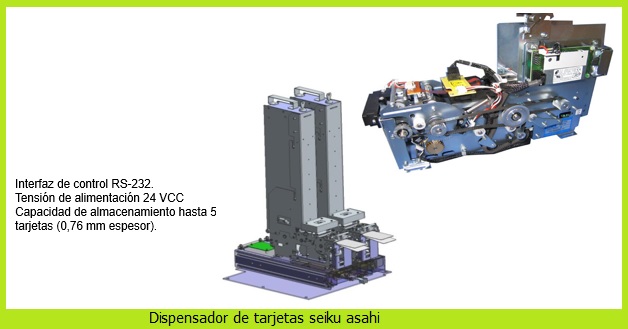 Interfaz de control RS-232.
Tensión de alimentación 24 VCC
Capacidad de almacenamiento hasta 5
tarjetas (0,76 mm espesor).
Dispensador de tarjetas seiku asahi